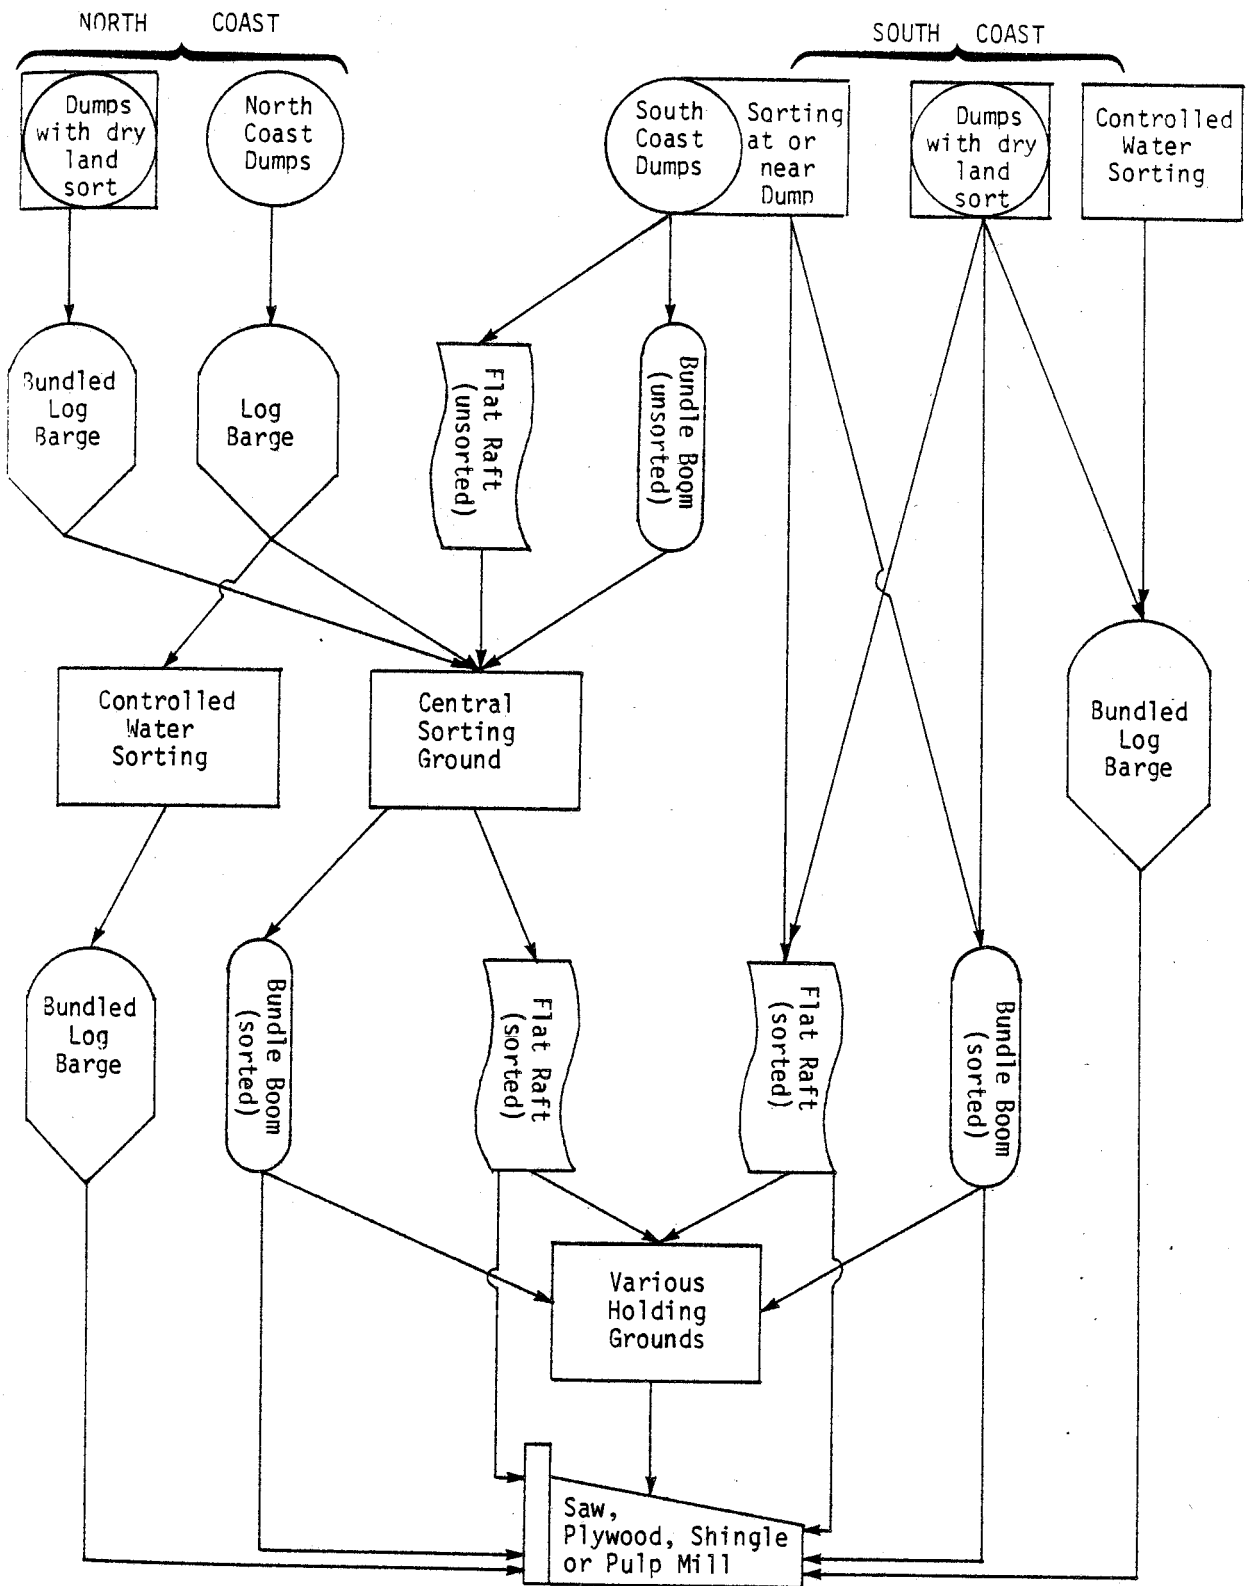 NORTH COAST
SOUTH COAST
Dumps
with dry
land
sort
North
Coast
Dumps
South
Coast
Dumps
Sorting
at or
near
Dump
Dumps
with dry
land
sort
Controlled
Water
Sorting
Bundled
Log
Barge
Log
Barge
Flat Raft
(unsorted)
Bundle Boom
(unsorted)
Controlled
Water
Sorting
Central
Sorting
Ground
Bundled
Log
Barge
Bundled
Log
Barge
Bundle Boom
(sorted)
Flat Raft
(sorted)
Flat Raft
(sorted)
Bundle Boom
(sorted)
Various
Holding
Grounds
Saw,
Plywood, Shingle
or Pulp Mill